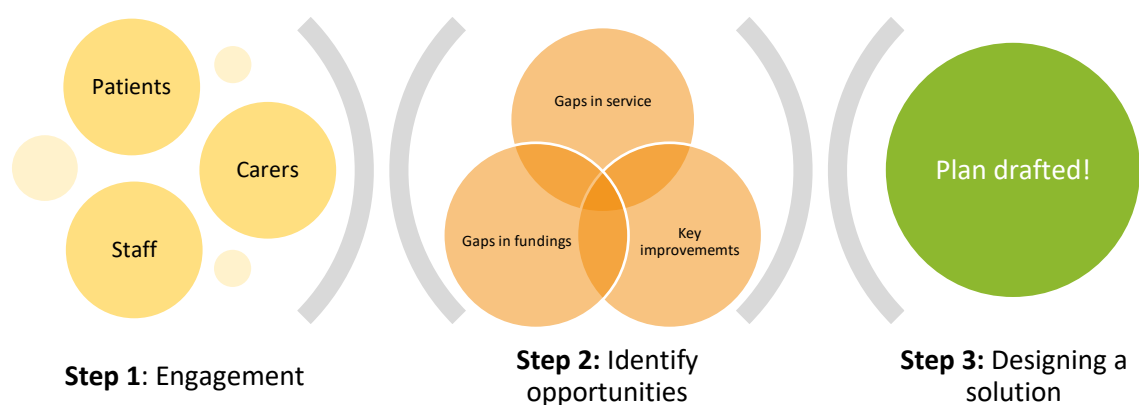 Patients
Carers
Staff
Step 1: Engagement
Gaps in service
Gaps in fundings
Key
improvememts
Step 2: Identify
opportunities
Plan drafted!
Step 3: Designing a
solution